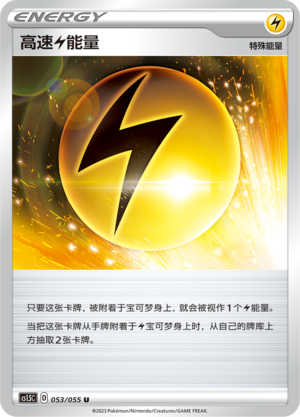 ENERGY
高速⚡能量
特殊能量
只要这张卡牌，被附着于宝可梦身上，就会被视作1个⚡能量。
当把这张卡牌从手牌附着于⚡宝可梦身上时，从自己的牌库上
方抽取2张卡牌。
CS1.5C D 053/055 U
©2023 Pokémon/Nintendo/Creatures/GAME FREAK.